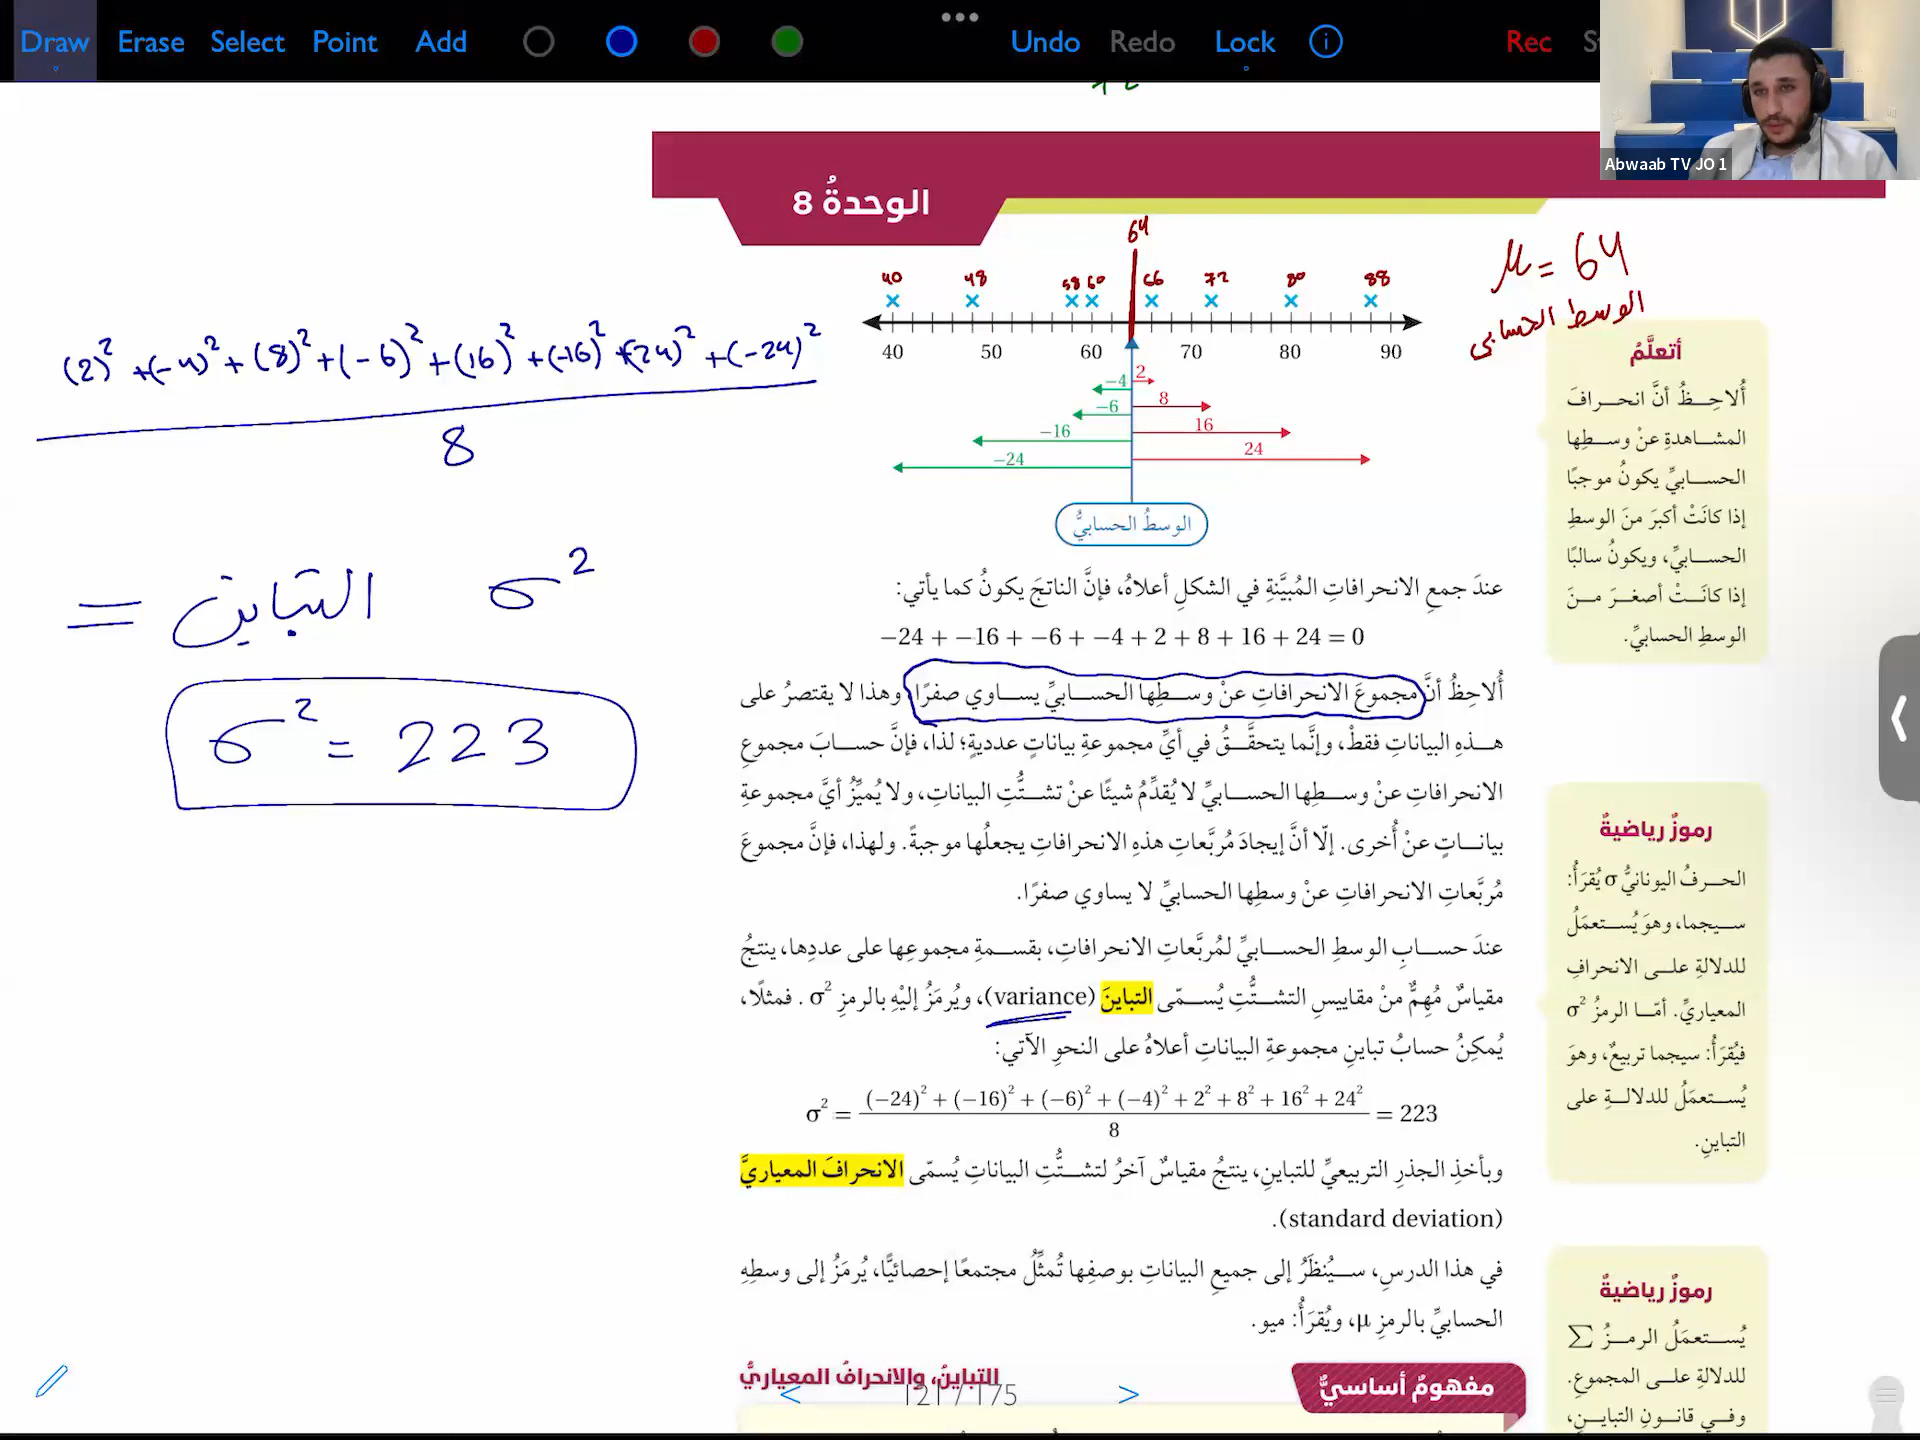 Draw Erase Select Point Add Undo Redo Lock Rec St
Abwaab TV JO 1
الوحدةُ 8
64
40 48 58 60 66 72 80 88
40 50 60 70 80 90
μ = 64
الوسط الحسابي
−4 2
−6 8
−16 16
−24 24
الوسطُ الحسابيُّ
(2)² + (-4)² + (8)² + (-6)² + (16)² + (-16)² + (24)² + (-24)²
8
= التباين σ²
σ² = 223
عندَ جمعِ الانحرافاتِ المُبيَّنةِ في الشكلِ أعلاهُ، فإنَّ الناتجَ يكونُ كما يأتي:
−24 + −16 + −6 + −4 + 2 + 8 + 16 + 24 = 0
أُلاحِظُ أنَّ مجموعَ الانحرافاتِ عنْ وسطِها الحسابيِّ يساوي صفرًا، وهذا لا يقتصرُ على
هذهِ البياناتِ فقطْ، وإنَّما يتحقَّقُ في أيِّ مجموعةِ بياناتٍ عدديةٍ؛ لذا، فإنَّ حسابَ مجموعِ
الانحرافاتِ عنْ وسطِها الحسابيِّ لا يُقدِّمُ شيئًا عنْ تشتُّتِ البياناتِ، ولا يُميِّزُ أيَّ مجموعةِ
بياناتٍ عنْ أُخرى. إلّا أنَّ إيجادَ مُربَّعاتِ هذهِ الانحرافاتِ يجعلُها موجبةً. ولهذا، فإنَّ مجموعَ
مُربَّعاتِ الانحرافاتِ عنْ وسطِها الحسابيِّ لا يساوي صفرًا.
عندَ حسابِ الوسطِ الحسابيِّ لمُربَّعاتِ الانحرافاتِ، بقسمةِ مجموعِها على عددِها، ينتجُ
مقياسٌ مُهِمٌّ منْ مقاييسِ التشتُّتِ يُسمّى التباينَ (variance)، ويُرمَزُ إليْهِ بالرمزِ σ². فمثلًا،
يُمكِنُ حسابُ تباينِ مجموعةِ البياناتِ أعلاهُ على النحوِ الآتي:
σ² = (−24)² + (−16)² + (−6)² + (−4)² + 2² + 8² + 16² + 24² = 223
8
وبأخذِ الجذرِ التربيعيِّ للتباينِ، ينتجُ مقياسٌ آخرُ لتشتُّتِ البياناتِ يُسمّى الانحرافَ المعياريَّ
(standard deviation).
في هذا الدرسِ، سيُنظَرُ إلى جميعِ البياناتِ بوصفِها تُمثِّلُ مجتمعًا إحصائيًّا، يُرمَزُ إلى وسطِهِ
الحسابيِّ بالرمزِ μ، ويُقرَأُ: ميو.
مفهومٌ أساسيٌّ
التباينُ، والانحرافُ المعياريُّ
< 121 / 175 >
أتعلَّمُ
أُلاحِظُ أنَّ انحرافَ
المشاهدةِ عنْ وسطِها
الحسابيِّ يكونُ موجبًا
إذا كانَتْ أكبرَ منَ الوسطِ
الحسابيِّ، ويكونُ سالبًا
إذا كانَتْ أصغرَ منَ
الوسطِ الحسابيِّ.
رموزٌ رياضيةٌ
الحرفُ اليونانيُّ σ يُقرَأُ:
سيجما، وهوَ يُستعمَلُ
للدلالةِ على الانحرافِ
المعياريِّ. أمّا الرمزُ σ²
فيُقرَأُ: سيجما تربيعٌ، وهوَ
يُستعمَلُ للدلالةِ على
التباينِ.
رموزٌ رياضيةٌ
يُستعمَلُ الرمزُ Σ
للدلالةِ على المجموعِ.
وفي قانونِ التباينِ،